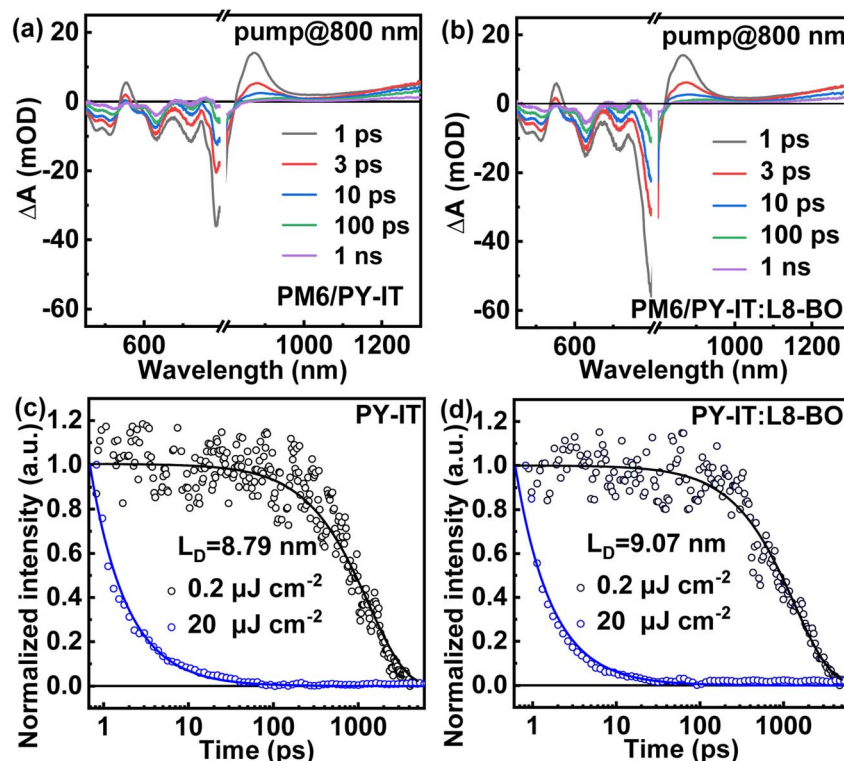 (a)
pump@800 nm
20
0
-20
-40
-60
ΔA (mOD)
1 ps
3 ps
10 ps
100 ps
1 ns
PM6/PY-IT
600
1000
1200
Wavelength (nm)
(b)
pump@800 nm
20
0
-20
-40
-60
ΔA (mOD)
1 ps
3 ps
10 ps
100 ps
1 ns
PM6/PY-IT:L8-BO
600
1000
1200
Wavelength (nm)
(c)
PY-IT
1.2
1.0
0.8
0.6
0.4
0.2
0.0
Normalized intensity (a.u.)
L_D=8.79 nm
0.2 μJ cm⁻²
20 μJ cm⁻²
1
10
100
1000
Time (ps)
(d)
PY-IT:L8-BO
1.2
1.0
0.8
0.6
0.4
0.2
0.0
Normalized intensity (a.u.)
L_D=9.07 nm
0.2 μJ cm⁻²
20 μJ cm⁻²
1
10
100
1000
Time (ps)